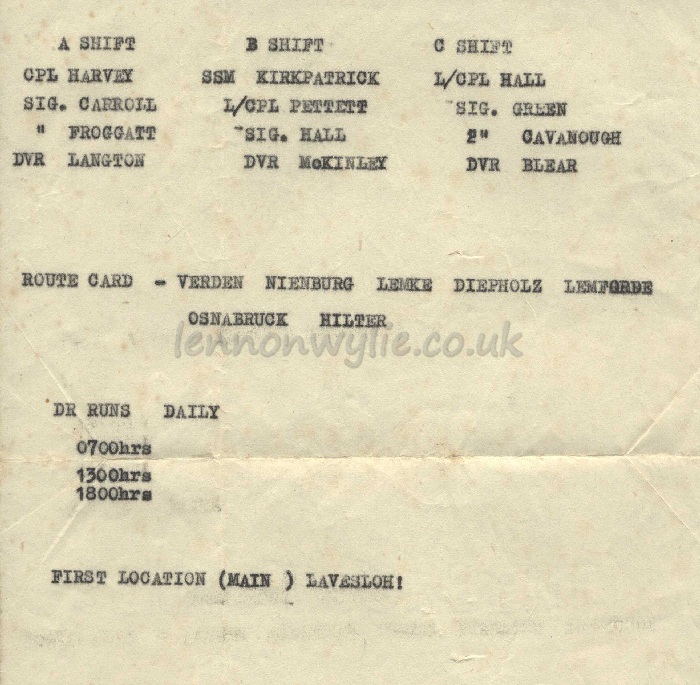 A SHIFT B SHIFT C SHIFT
CPL HARVEY SSM KIRKPATRICK L/CPL HALL
SIG. CARROLL L/CPL PETTETT "SIG. GREEN
" FROGGATT "SIG. HALL 2" CAVANOUGH
DVR LANGTON DVR McKINLEY DVR BLEAR
ROUTE CARD - VERDEN NIENBURG LEMKE DIEPHOLZ LEMFORDE
OSNABRUCK HILTER
lennonwylie.co.uk
DR RUNS DAILY
0700hrs
1300hrs
1800hrs
FIRST LOCATION (MAIN ) LAVESLOH!